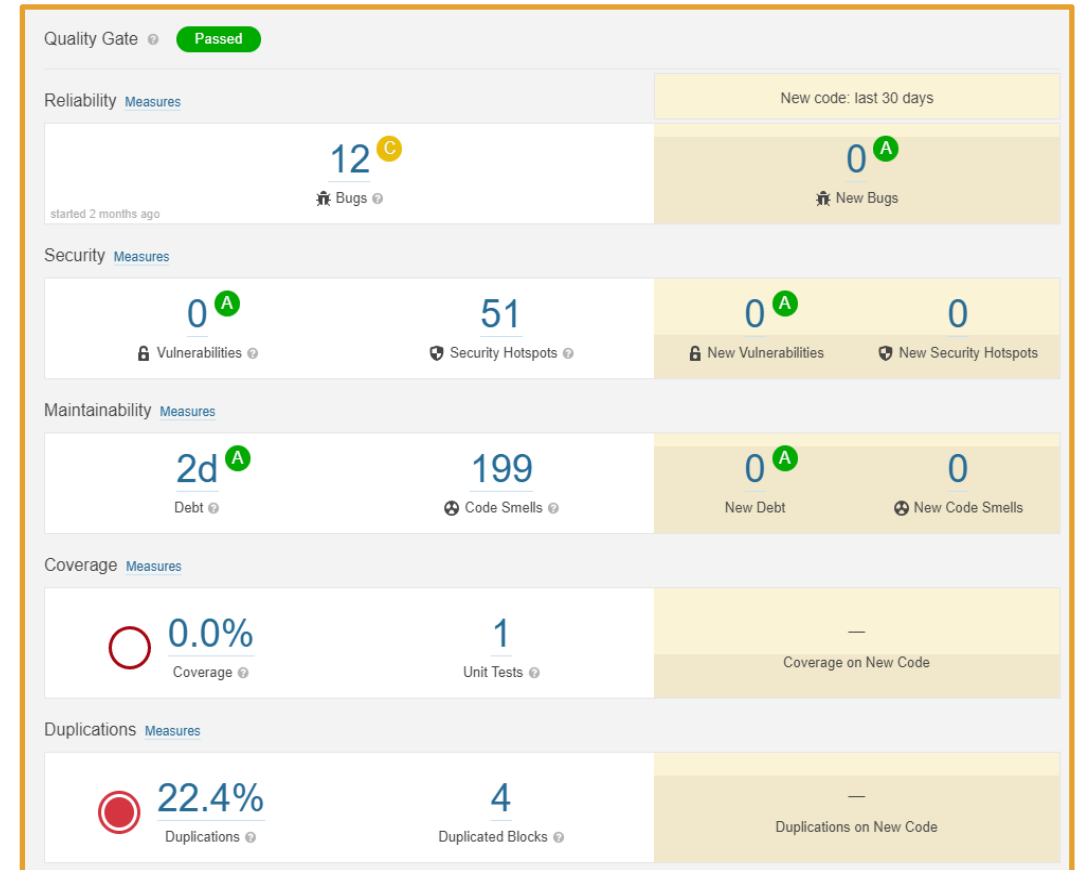 Quality Gate Passed
Reliability Measures
New code: last 30 days
12 C
Bugs
started 2 months ago
0 A
New Bugs
Security Measures
0 A
Vulnerabilities
51
Security Hotspots
0 A
New Vulnerabilities
0
New Security Hotspots
Maintainability Measures
2d A
Debt
199
Code Smells
0 A
New Debt
0
New Code Smells
Coverage Measures
0.0%
Coverage
1
Unit Tests
—
Coverage on New Code
Duplications Measures
22.4%
Duplications
4
Duplicated Blocks
—
Duplications on New Code